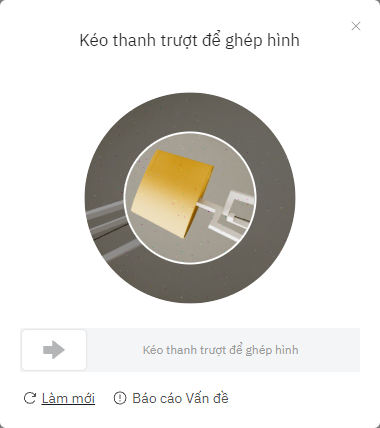 Kéo thanh trượt để ghép hình
Kéo thanh trượt để ghép hình
Làm mới
Báo cáo Vấn đề